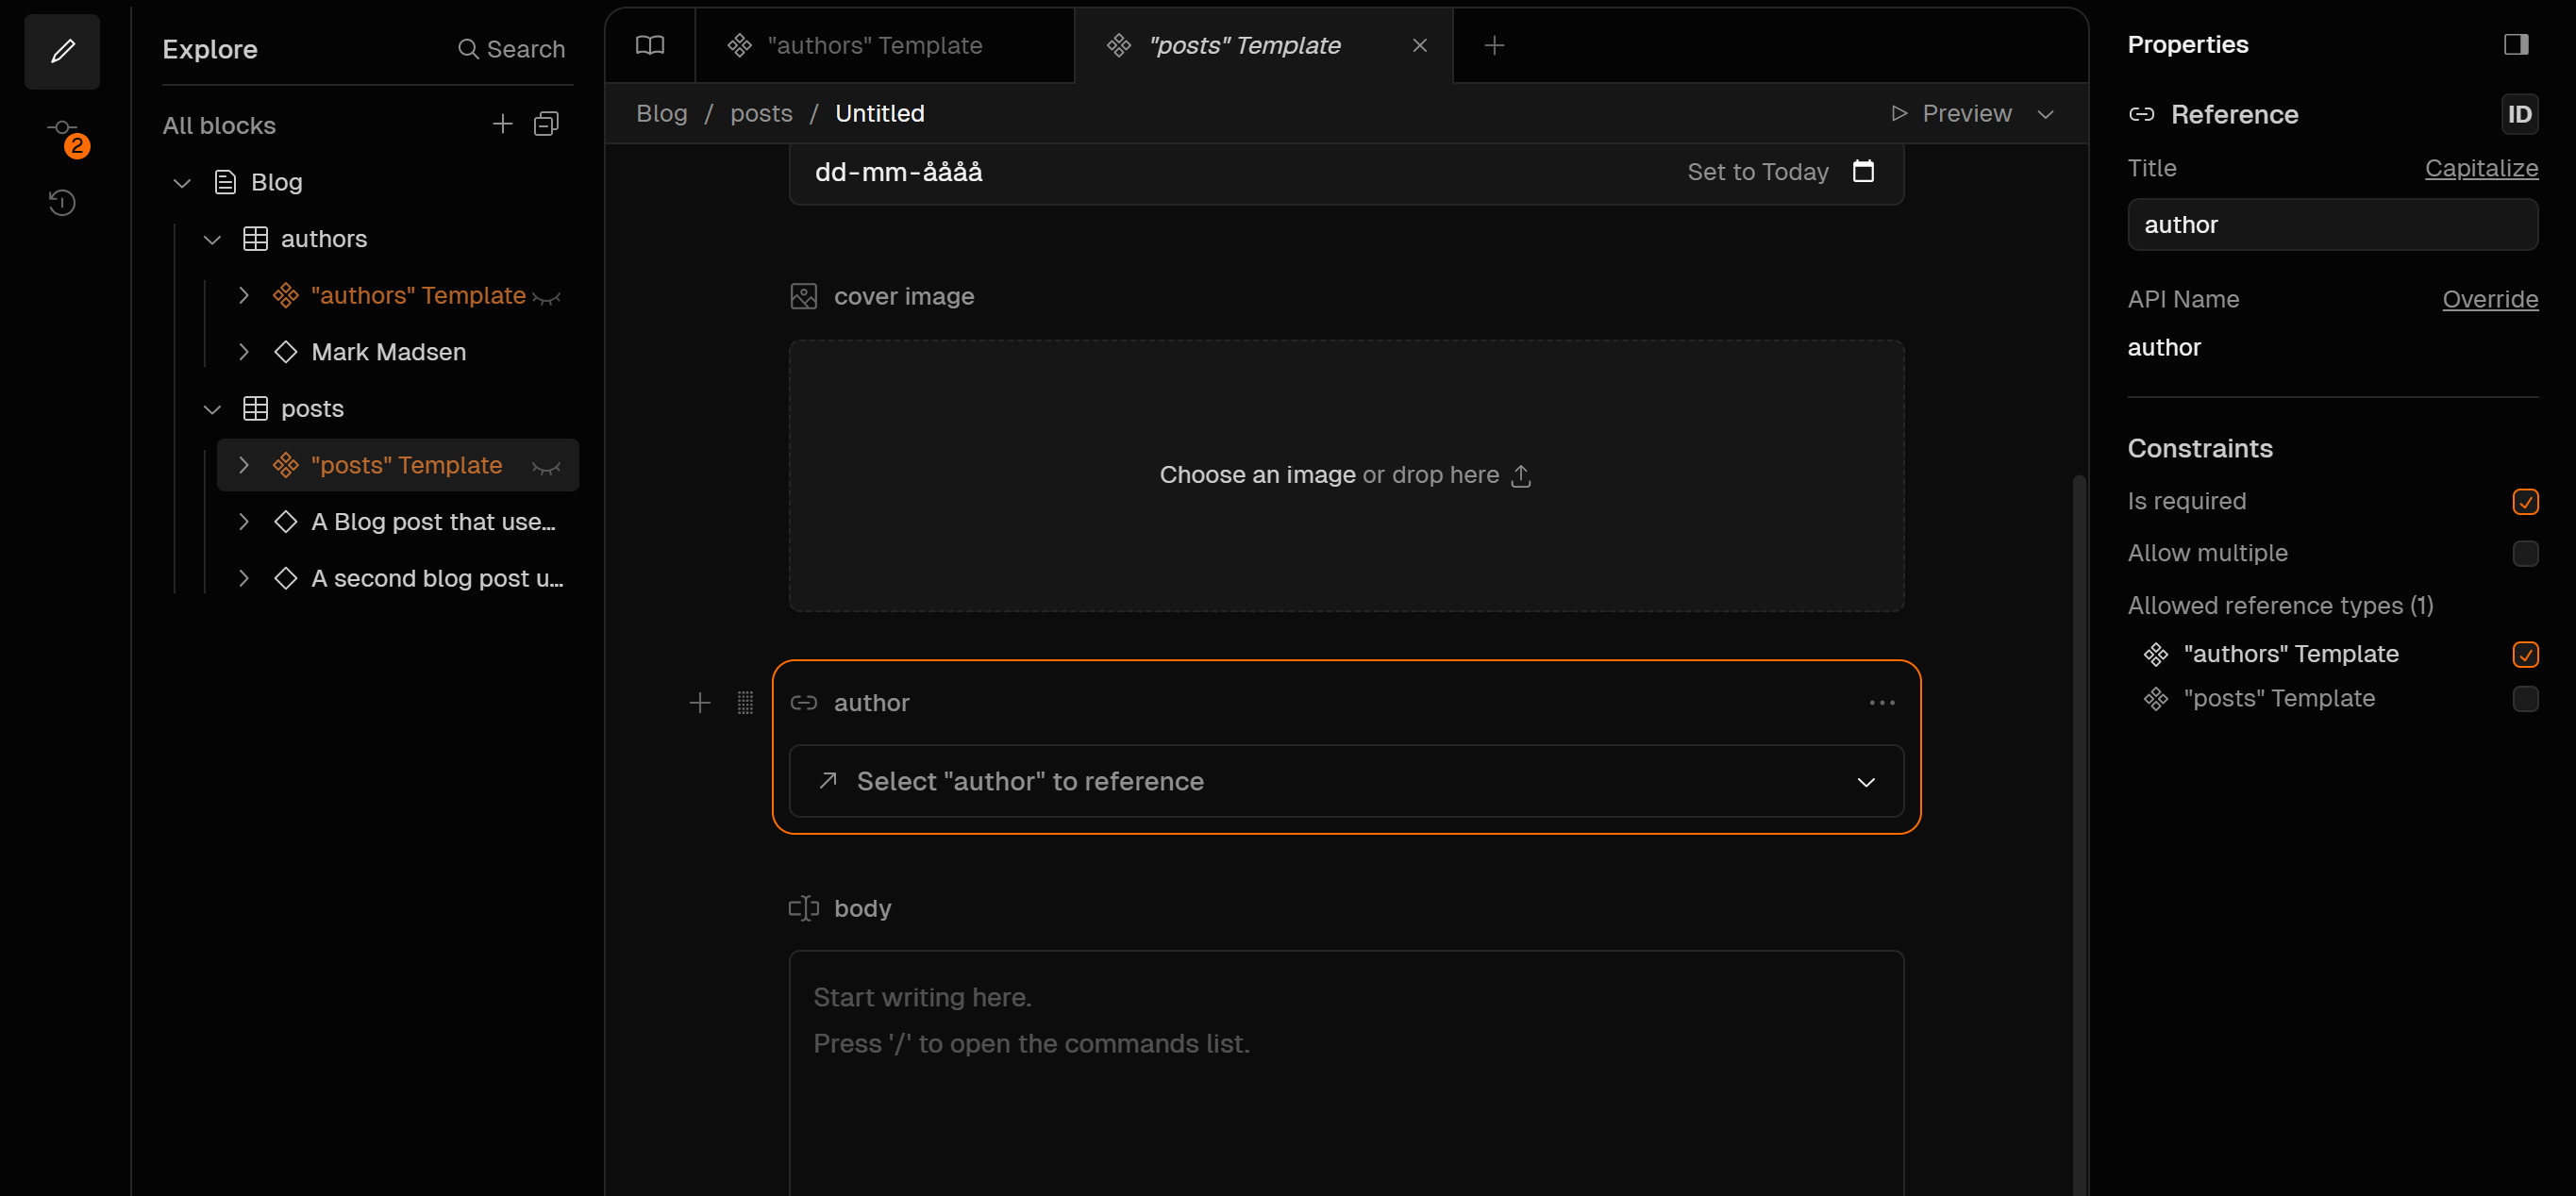 Explore
Search
All blocks
2
Blog
authors
"authors" Template
Mark Madsen
posts
"posts" Template
A Blog post that use...
A second blog post u...
"authors" Template
"posts" Template
Blog / posts / Untitled
Preview
dd-mm-åååå
Set to Today
cover image
Choose an image or drop here
author
Select "author" to reference
body
Start writing here.
Press '/' to open the commands list.
Properties
Reference
ID
Title
Capitalize
author
API Name
Override
author
Constraints
Is required
Allow multiple
Allowed reference types (1)
"authors" Template
"posts" Template